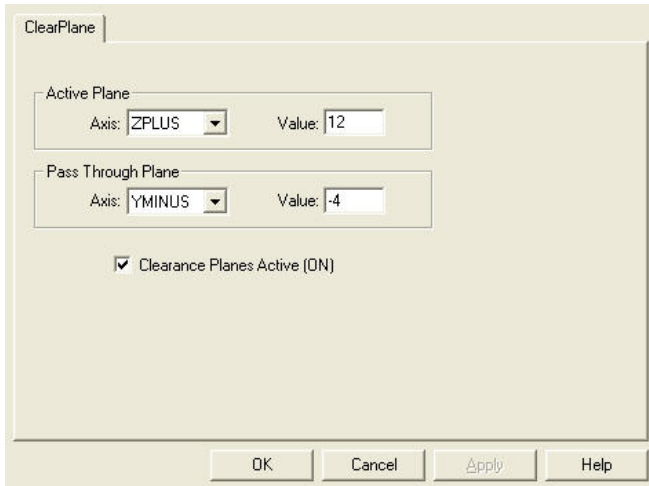 ClearPlane
Active Plane
Axis: ZPLUS Value: 12
Pass Through Plane
Axis: YMINUS Value: -4
Clearance Planes Active (ON)
OK Cancel Apply Help